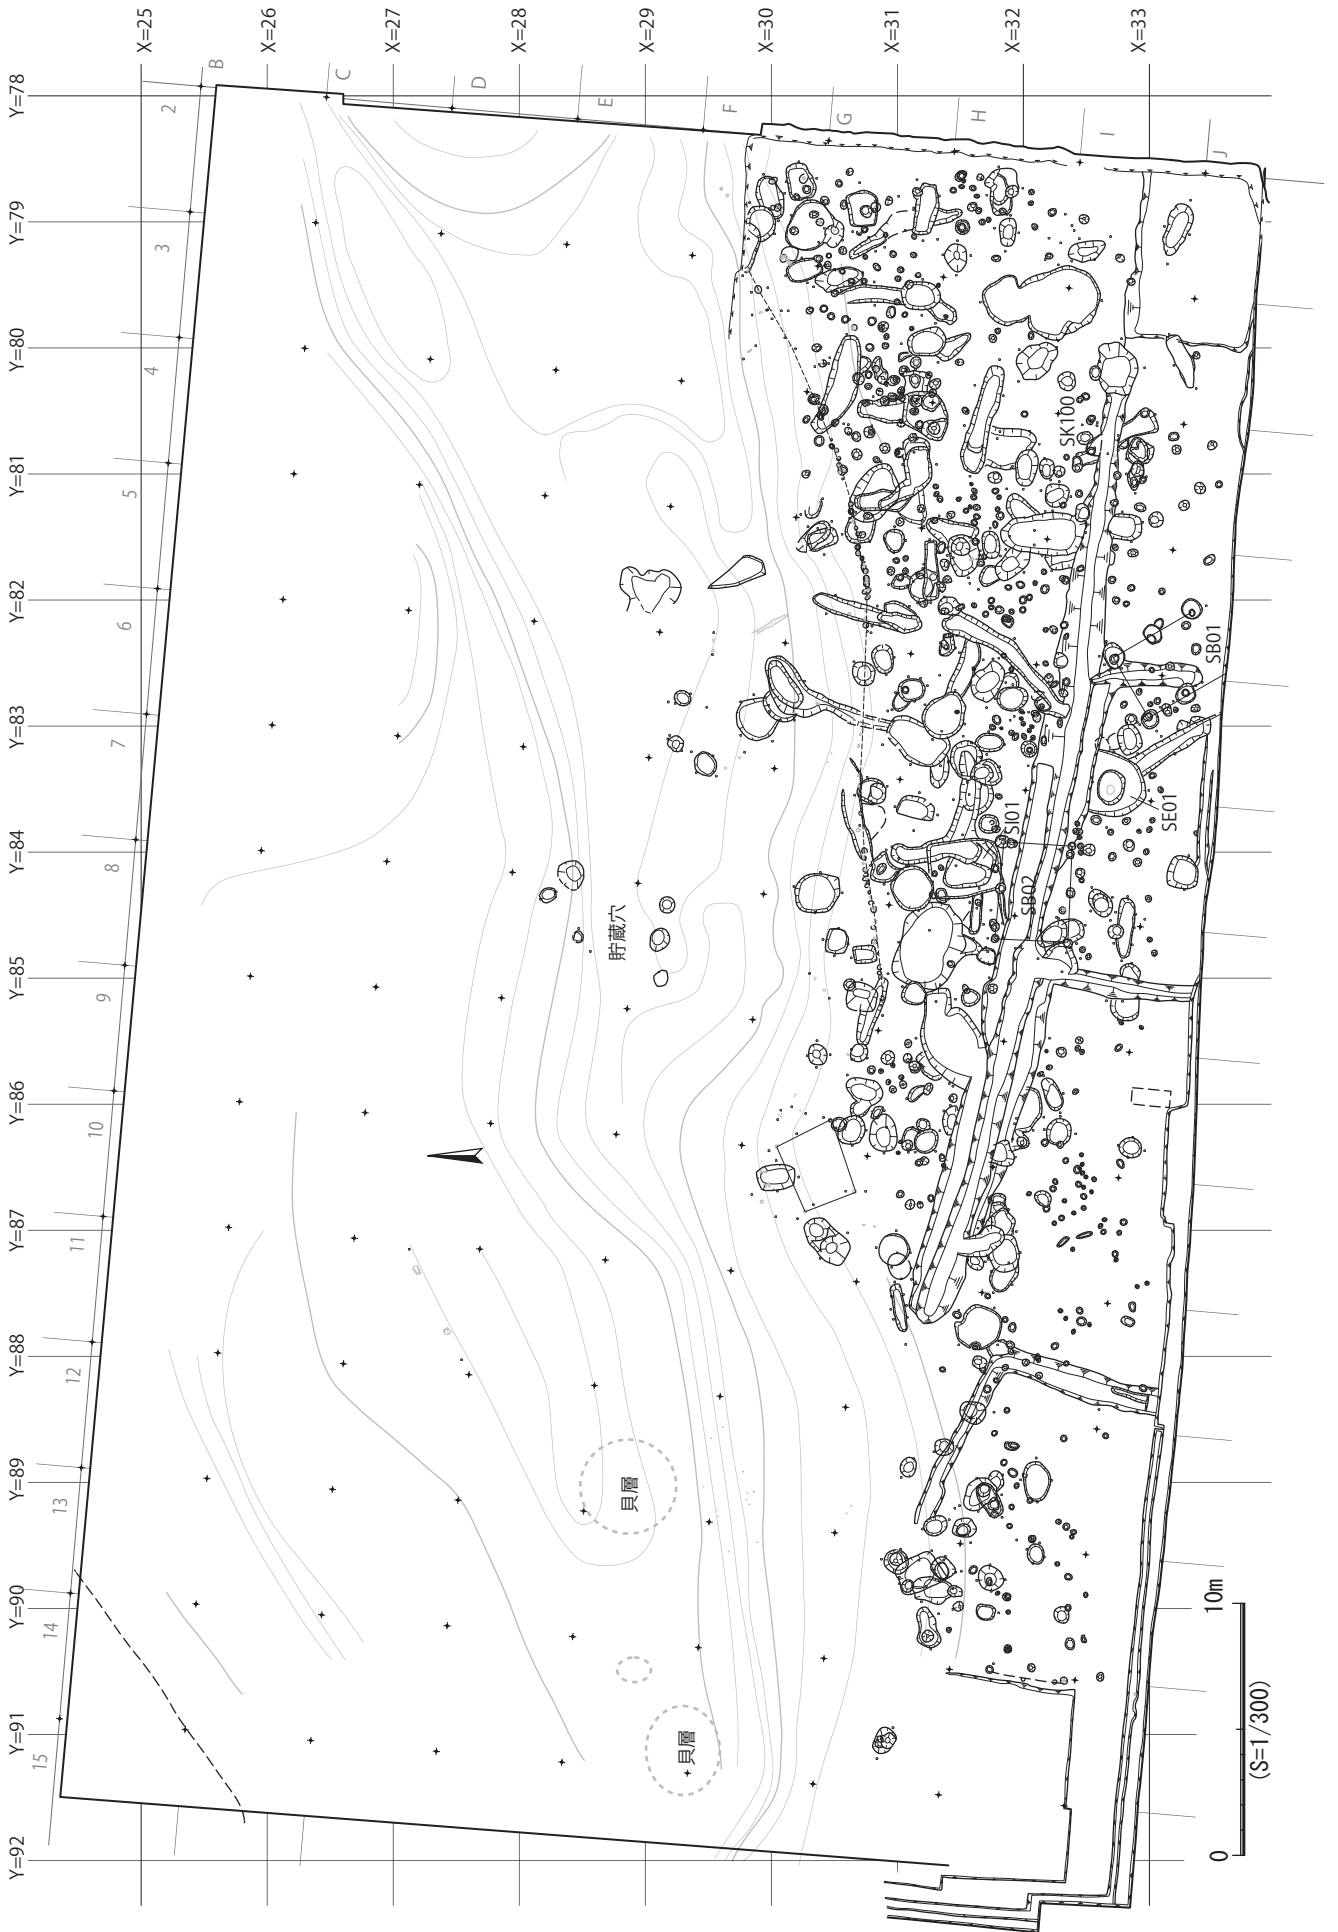 X=25
X=26
X=27
X=28
X=29
X=30
X=31
X=32
X=33
Y=78
Y=79
Y=80
Y=81
Y=82
Y=83
Y=84
Y=85
Y=86
Y=87
Y=88
Y=89
Y=90
Y=91
Y=92
B
C
D
E
F
G
H
I
J
2
3
4
5
6
7
8
9
10
11
12
13
14
15
SK100
SB01
SE01
SI01
SB02
貯蔵穴
貝層
貝層
0
10m
(S=1/300)